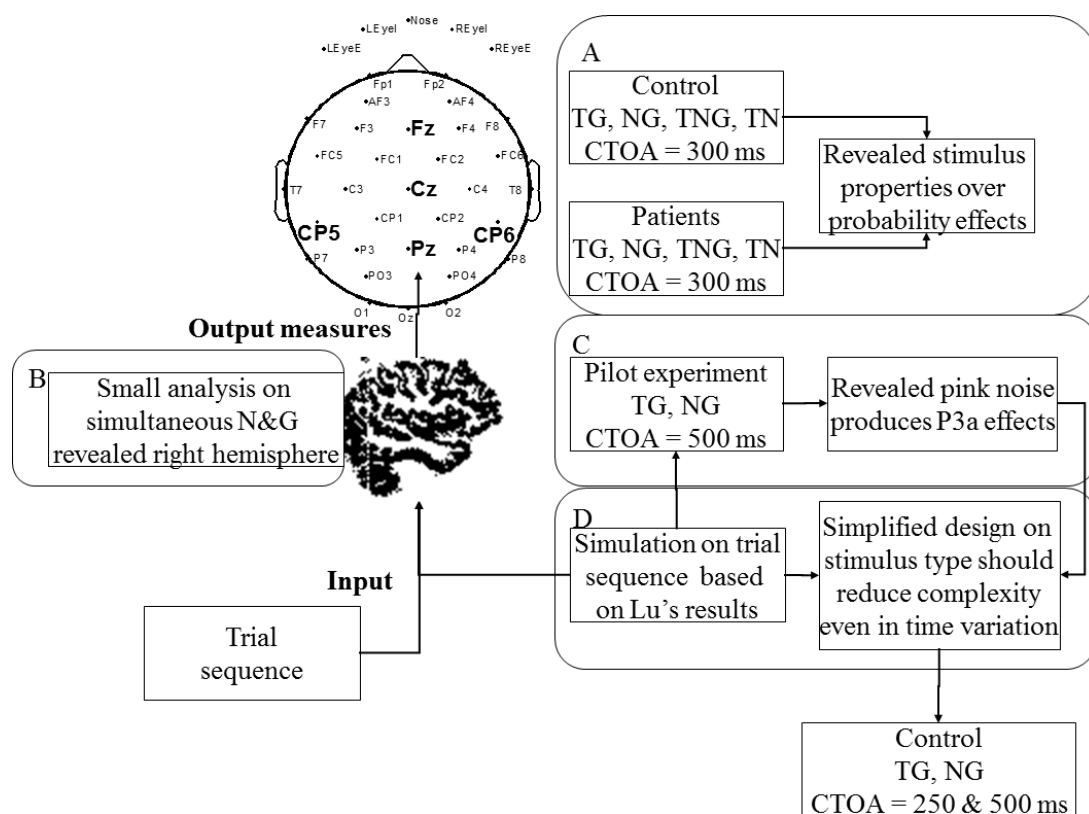 Nose
LEyeI
REyeI
LEyeE
REyeE
Fp1
Fp2
AF3
AF4
F7
F3
Fz
F4
F8
FC5
FC1
FC2
FC6
T7
C3
Cz
C4
T8
CP5
CP1
CP2
CP6
P7
P3
Pz
P4
P8
PO3
PO4
O1
Oz
O2
Output measures
A
Control
TG, NG, TNG, TN
CTOA = 300 ms
Patients
TG, NG, TNG, TN
CTOA = 300 ms
Revealed stimulus
properties over
probability effects
B
Small analysis on
simultaneous N&G
revealed right hemisphere
C
Pilot experiment
TG, NG
CTOA = 500 ms
Revealed pink noise
produces P3a effects
D
Simulation on trial
sequence based
on Lu's results
Simplified design on
stimulus type should
reduce complexity
even in time variation
Input
Trial
sequence
Control
TG, NG
CTOA = 250 & 500 ms